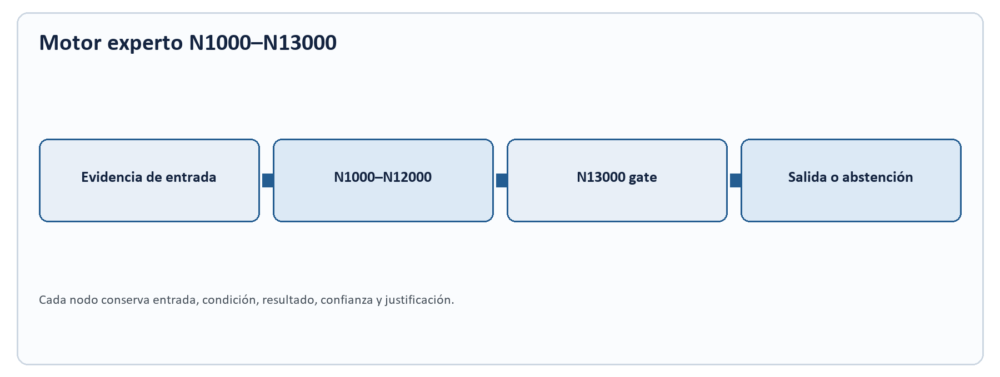 Motor experto N1000–N13000
Evidencia de entrada
N1000–N12000
N13000 gate
Salida o abstención
Cada nodo conserva entrada, condición, resultado, confianza y justificación.